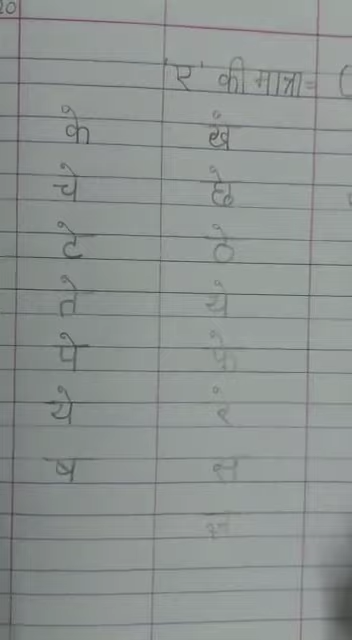 20
'ए' की मात्रा = (
के खे
चे छे
टे ठे
ते थे
पे फे
ये रे
ष स